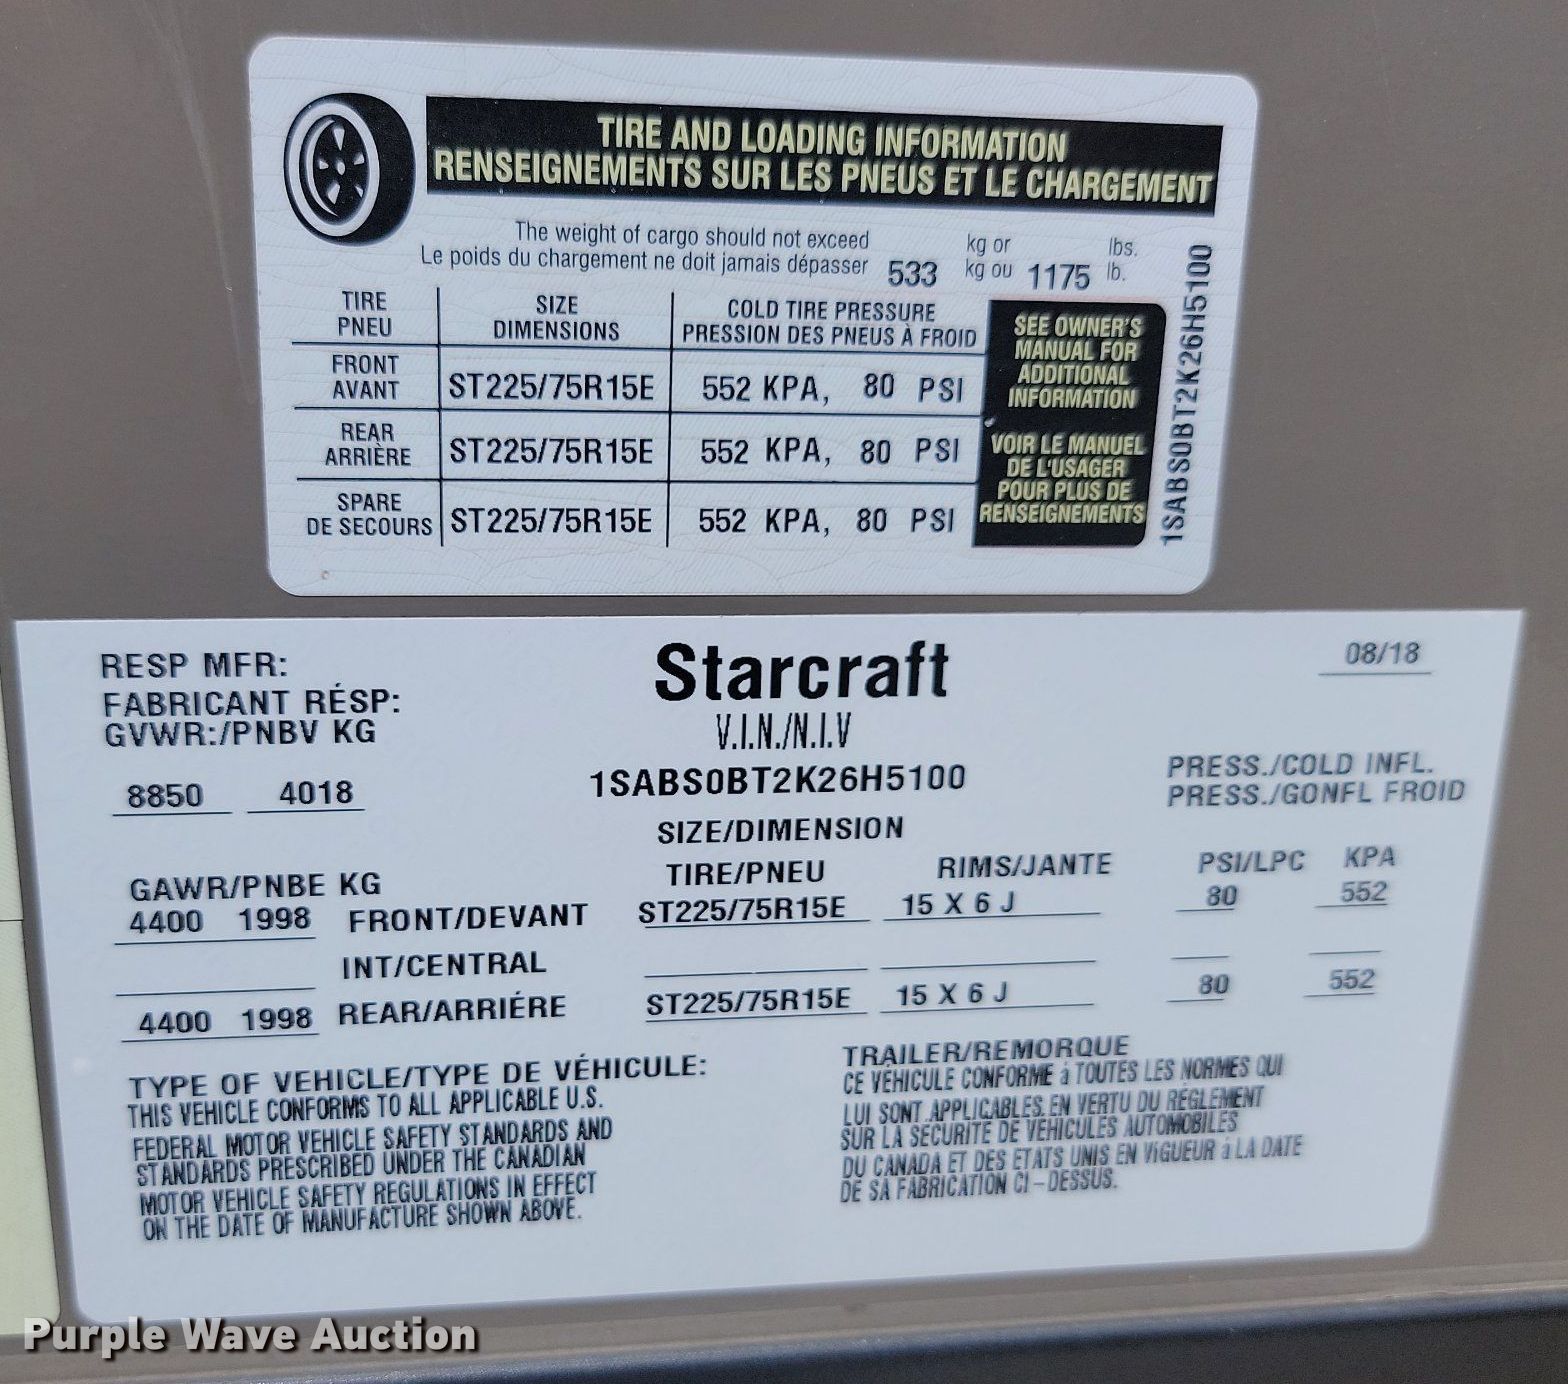 TIRE AND LOADING INFORMATION
RENSEIGNEMENTS SUR LES PNEUS ET LE CHARGEMENT
The weight of cargo should not exceed kg or lbs.
Le poids du chargement ne doit jamais dépasser 533 kg ou 1175 lb.
TIRE SIZE COLD TIRE PRESSURE
PNEU DIMENSIONS PRESSION DES PNEUS À FROID
FRONT
AVANT ST225/75R15E 552 KPA, 80 PSI
REAR
ARRIÈRE ST225/75R15E 552 KPA, 80 PSI
SPARE
DE SECOURS ST225/75R15E 552 KPA, 80 PSI
SEE OWNER'S
MANUAL FOR
ADDITIONAL
INFORMATION
VOIR LE MANUEL
DE L'USAGER
POUR PLUS DE
RENSEIGNEMENTS
1SABS0BT2K26H5100
RESP MFR: Starcraft 08/18
FABRICANT RÉSP:
GVWR:/PNBV KG V.I.N./N.I.V
8850 4018 1SABS0BT2K26H5100 PRESS./COLD INFL.
PRESS./GONFL FROID
SIZE/DIMENSION
GAWR/PNBE KG TIRE/PNEU RIMS/JANTE PSI/LPC KPA
4400 1998 FRONT/DEVANT ST225/75R15E 15 X 6 J 80 552
INT/CENTRAL
4400 1998 REAR/ARRIÉRE ST225/75R15E 15 X 6 J 80 552
TYPE OF VEHICLE/TYPE DE VÉHICULE: TRAILER/REMORQUE
THIS VEHICLE CONFORMS TO ALL APPLICABLE U.S.
FEDERAL MOTOR VEHICLE SAFETY STANDARDS AND
STANDARDS PRESCRIBED UNDER THE CANADIAN
MOTOR VEHICLE SAFETY REGULATIONS IN EFFECT
ON THE DATE OF MANUFACTURE SHOWN ABOVE.
CE VÉHICULE CONFORME à TOUTES LES NORMES QUI
LUI SONT APPLICABLES EN VERTU DU RÉGLEMENT
SUR LA SÉCURITÉ DE VÉHICULES AUTOMOBILES
DU CANADA ET DES ETATS UNIS EN VIGUEUR à LA DATE
DE SA FABRICATION CI-DESSUS.
Purple Wave Auction